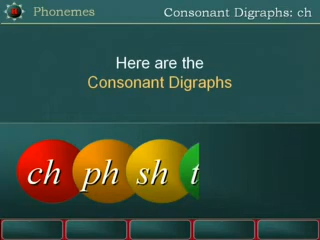 Phonemes
Consonant Digraphs: ch
Here are the
Consonant Digraphs
ch ph sh t